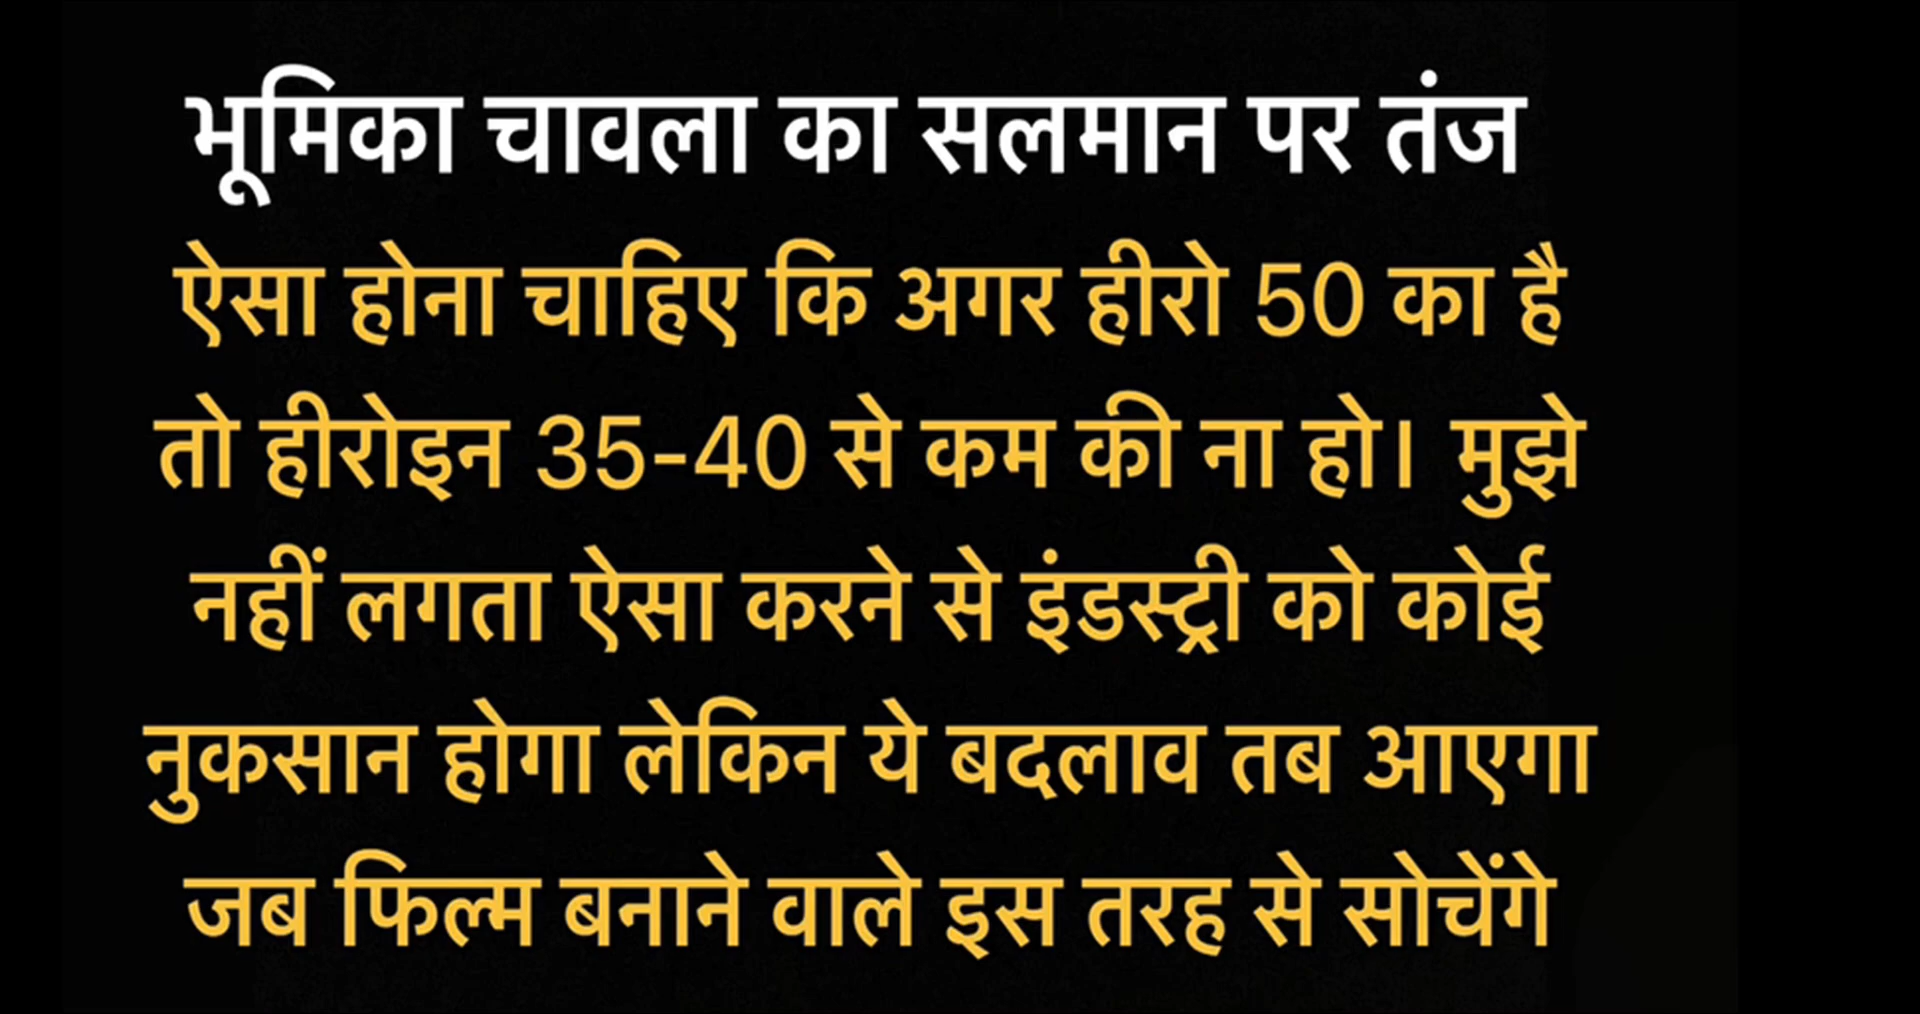 भूमिका चावला का सलमान पर तंज
ऐसा होना चाहिए कि अगर हीरो 50 का है
तो हीरोइन 35-40 से कम की ना हो। मुझे
नहीं लगता ऐसा करने से इंडस्ट्री को कोई
नुकसान होगा लेकिन ये बदलाव तब आएगा
जब फिल्म बनाने वाले इस तरह से सोचेंगे